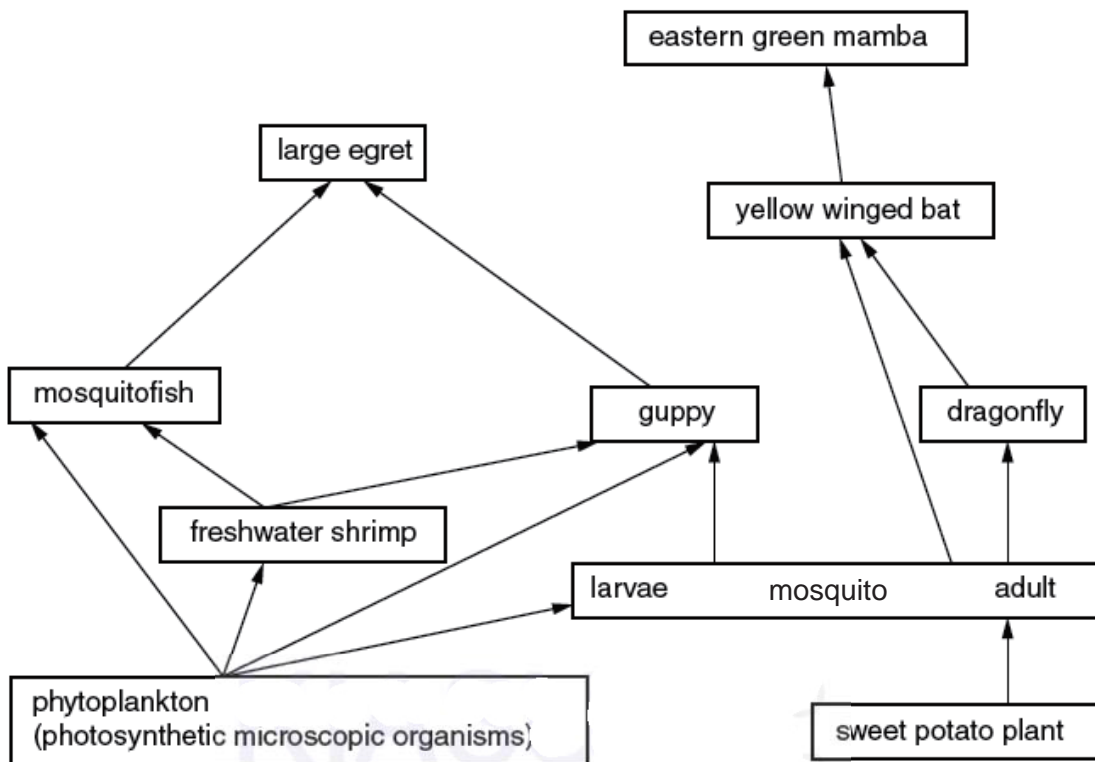 eastern green mamba
large egret
yellow winged bat
mosquitofish
guppy
dragonfly
freshwater shrimp
larvae mosquito adult
phytoplankton
(photosynthetic microscopic organisms)
sweet potato plant